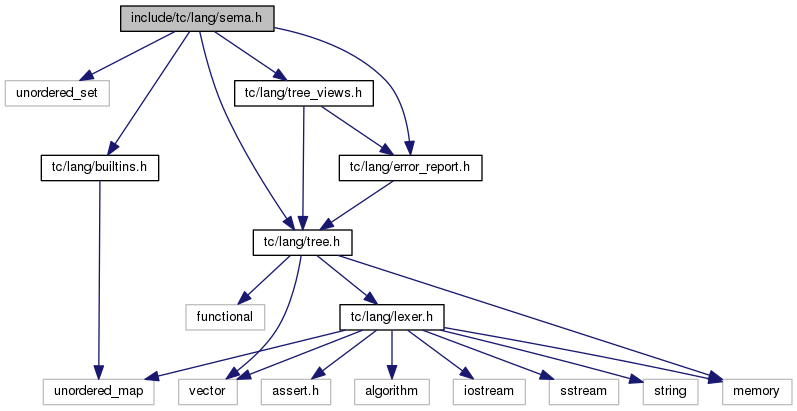 include/tc/lang/sema.h
unordered_set
tc/lang/tree_views.h
tc/lang/builtins.h
tc/lang/error_report.h
tc/lang/tree.h
functional
tc/lang/lexer.h
unordered_map
vector
assert.h
algorithm
iostream
sstream
string
memory